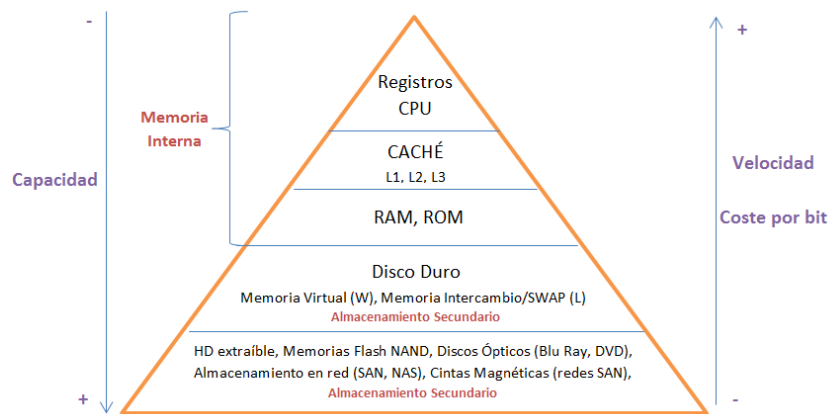 -
+
Registros
CPU
Memoria
Interna
CACHÉ
L1, L2, L3
Capacidad
Velocidad
RAM, ROM
Coste por bit
Disco Duro
Memoria Virtual (W), Memoria Intercambio/SWAP (L)
Almacenamiento Secundario
HD extraíble, Memorias Flash NAND, Discos Ópticos (Blu Ray, DVD),
Almacenamiento en red (SAN, NAS), Cintas Magnéticas (redes SAN),
Almacenamiento Secundario
+
-